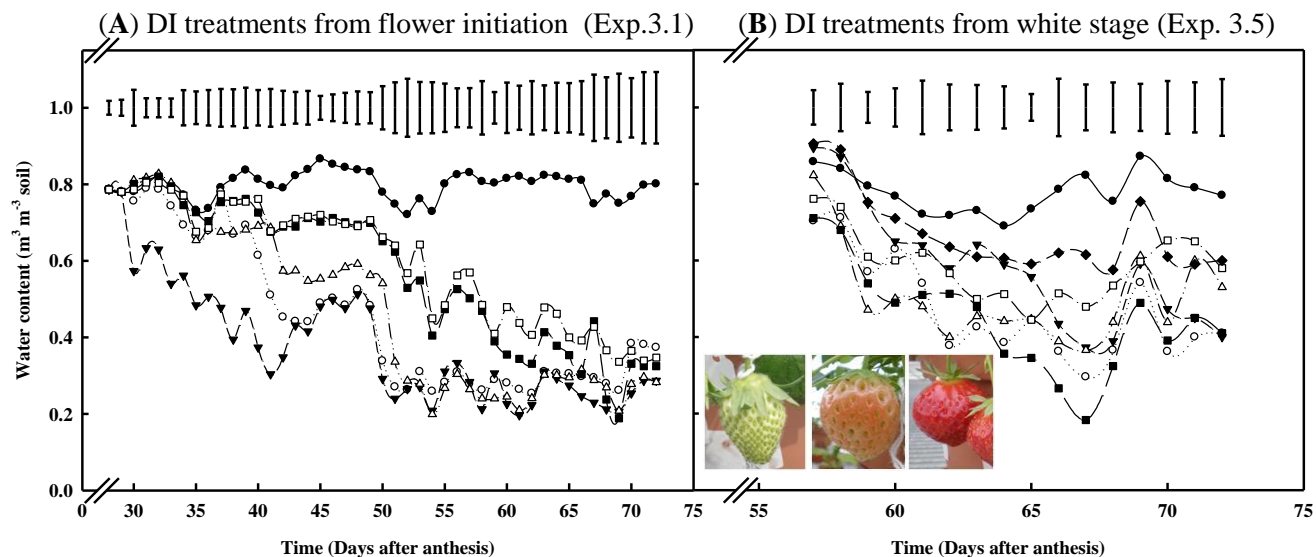 (A) DI treatments from flower initiation (Exp.3.1)
(B) DI treatments from white stage (Exp. 3.5)
Water content (m³ m⁻³ soil)
1.0
0.8
0.6
0.4
0.2
0.0
0 30 35 40 45 50 55 60 65 70 75
55 60 65 70 75
Time (Days after anthesis)
Time (Days after anthesis)